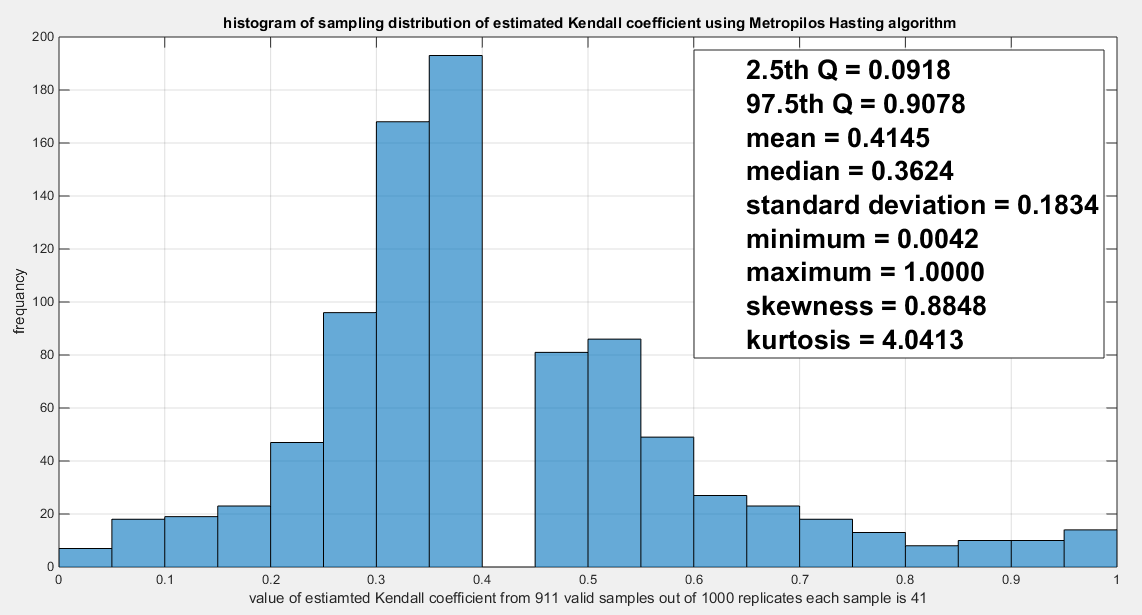 histogram of sampling distribution of estimated Kendall coefficient using Metropilos Hasting algorithm
200
180
160
140
120
100
80
60
40
20
0
frequancy
2.5th Q = 0.0918
97.5th Q = 0.9078
mean = 0.4145
median = 0.3624
standard deviation = 0.1834
minimum = 0.0042
maximum = 1.0000
skewness = 0.8848
kurtosis = 4.0413
0 0.1 0.2 0.3 0.4 0.5 0.6 0.7 0.8 0.9 1
value of estiamted Kendall coefficient from 911 valid samples out of 1000 replicates each sample is 41